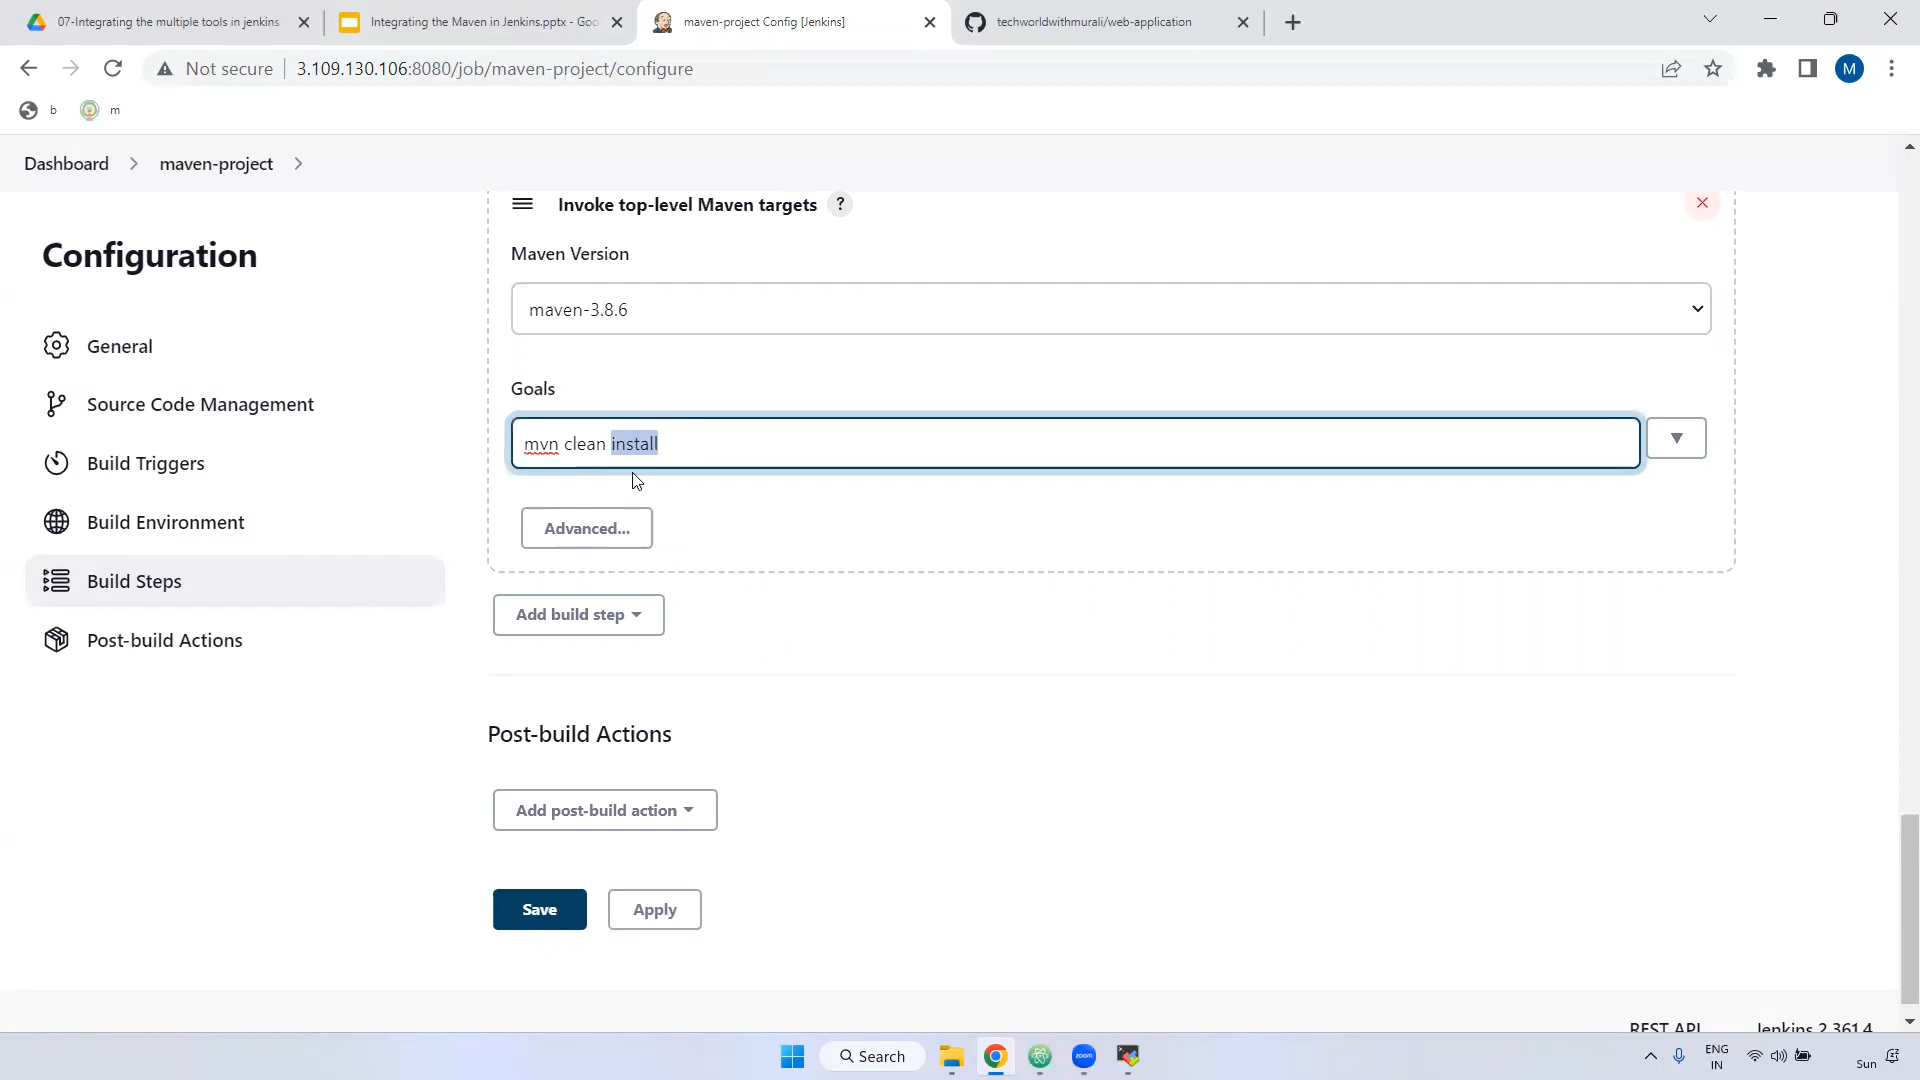 07-Integrating the multiple tools in jenkins
Integrating the Maven in Jenkins.pptx - Goo
maven-project Config [Jenkins]
techworldwithmurali/web-application
Not secure
3.109.130.106:8080/job/maven-project/configure
M
b
m
Dashboard
maven-project
Configuration
General
Source Code Management
Build Triggers
Build Environment
Build Steps
Post-build Actions
Invoke top-level Maven targets ?
Maven Version
maven-3.8.6
Goals
mvn clean install
Advanced...
Add build step
Post-build Actions
Add post-build action
Save
Apply
REST API
Jenkins 2.361.4
Search
zoom
ENG
IN
Sun